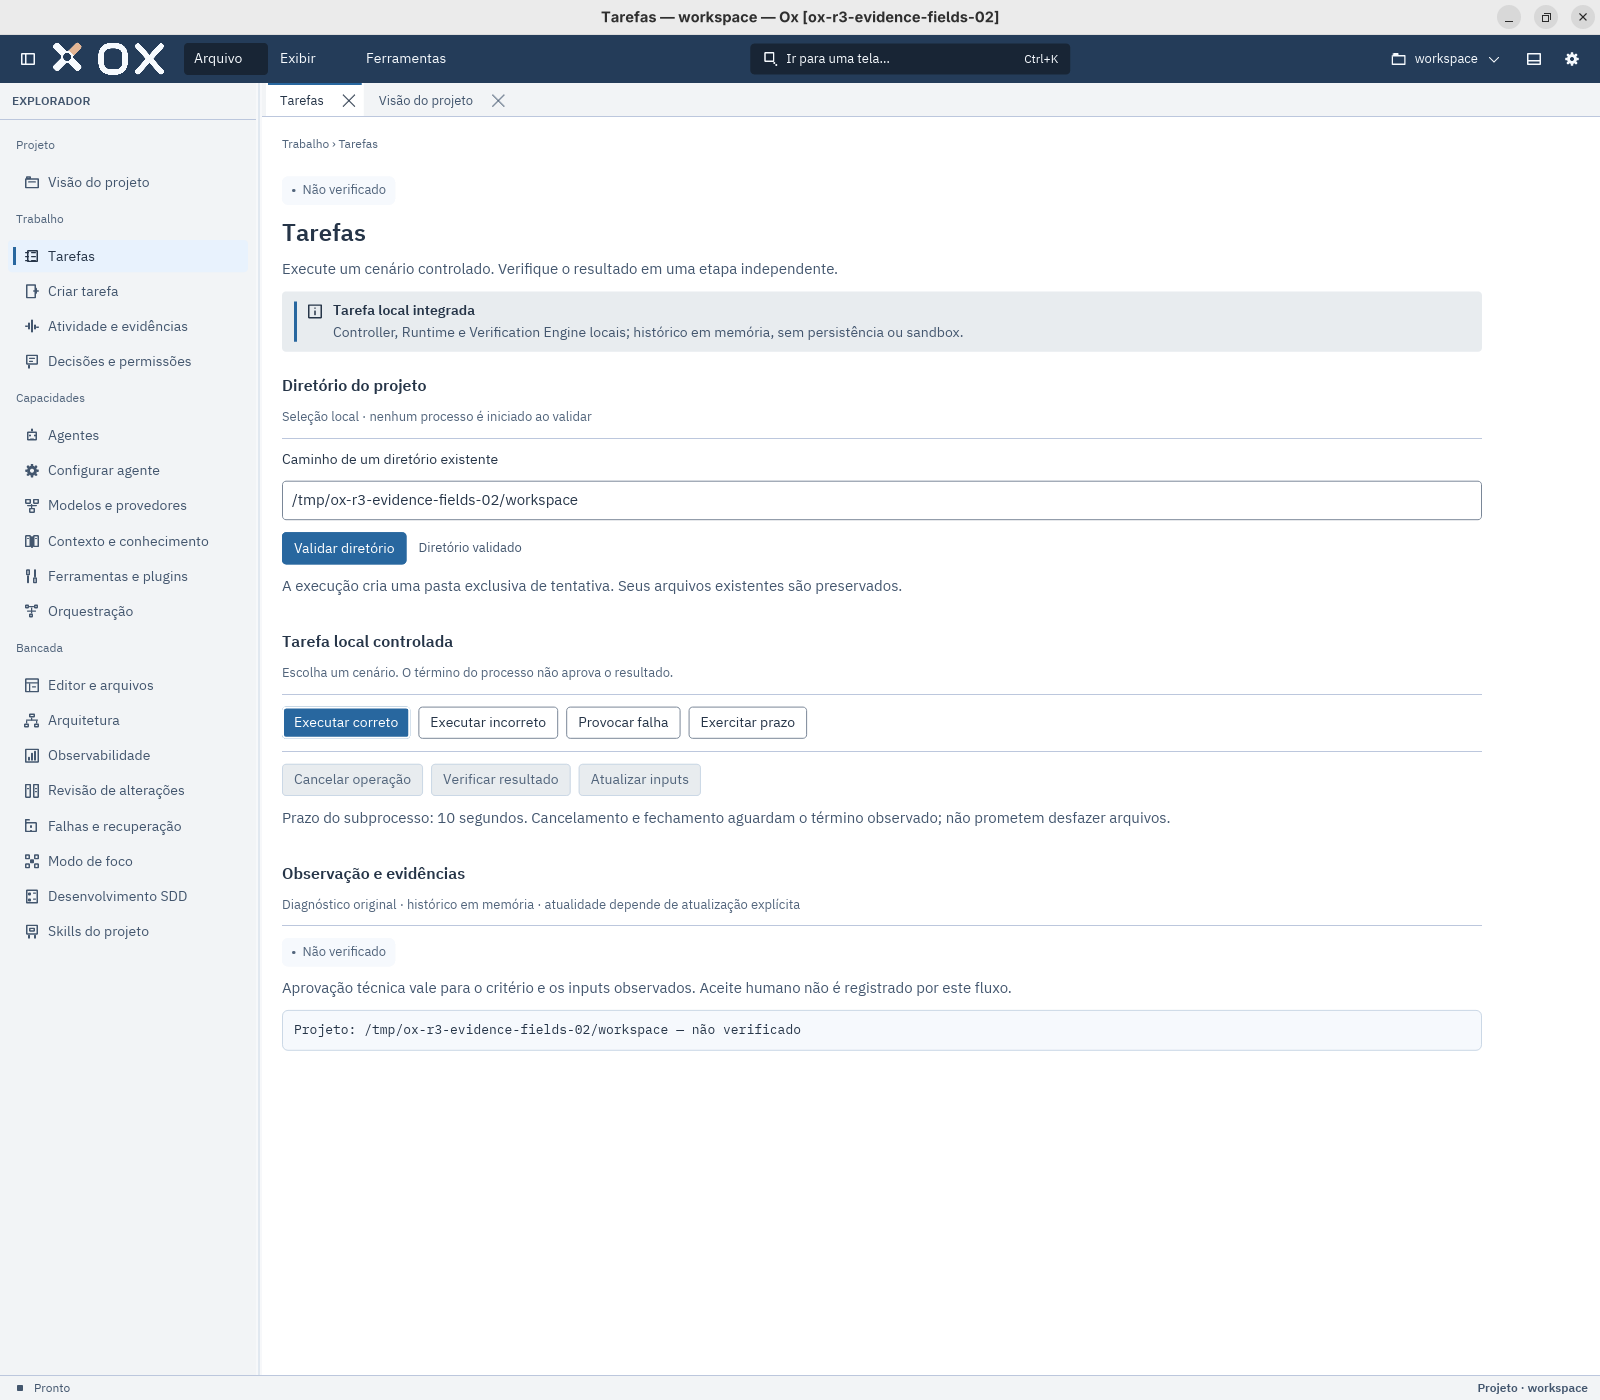 Tarefas — workspace — Ox [ox-r3-evidence-fields-02]
OX
Arquivo
Exibir
Ferramentas
Ir para uma tela...
Ctrl+K
workspace
EXPLORADOR
Projeto
Visão do projeto
Trabalho
Tarefas
Criar tarefa
Atividade e evidências
Decisões e permissões
Capacidades
Agentes
Configurar agente
Modelos e provedores
Contexto e conhecimento
Ferramentas e plugins
Orquestração
Bancada
Editor e arquivos
Arquitetura
Observabilidade
Revisão de alterações
Falhas e recuperação
Modo de foco
Desenvolvimento SDD
Skills do projeto
Tarefas
Visão do projeto
Trabalho › Tarefas
• Não verificado
Tarefas
Execute um cenário controlado. Verifique o resultado em uma etapa independente.
Tarefa local integrada
Controller, Runtime e Verification Engine locais; histórico em memória, sem persistência ou sandbox.
Diretório do projeto
Seleção local · nenhum processo é iniciado ao validar
Caminho de um diretório existente
/tmp/ox-r3-evidence-fields-02/workspace
Validar diretório
Diretório validado
A execução cria uma pasta exclusiva de tentativa. Seus arquivos existentes são preservados.
Tarefa local controlada
Escolha um cenário. O término do processo não aprova o resultado.
Executar correto
Executar incorreto
Provocar falha
Exercitar prazo
Cancelar operação
Verificar resultado
Atualizar inputs
Prazo do subprocesso: 10 segundos. Cancelamento e fechamento aguardam o término observado; não prometem desfazer arquivos.
Observação e evidências
Diagnóstico original · histórico em memória · atualidade depende de atualização explícita
• Não verificado
Aprovação técnica vale para o critério e os inputs observados. Aceite humano não é registrado por este fluxo.
Projeto: /tmp/ox-r3-evidence-fields-02/workspace — não verificado
Pronto
Projeto · workspace